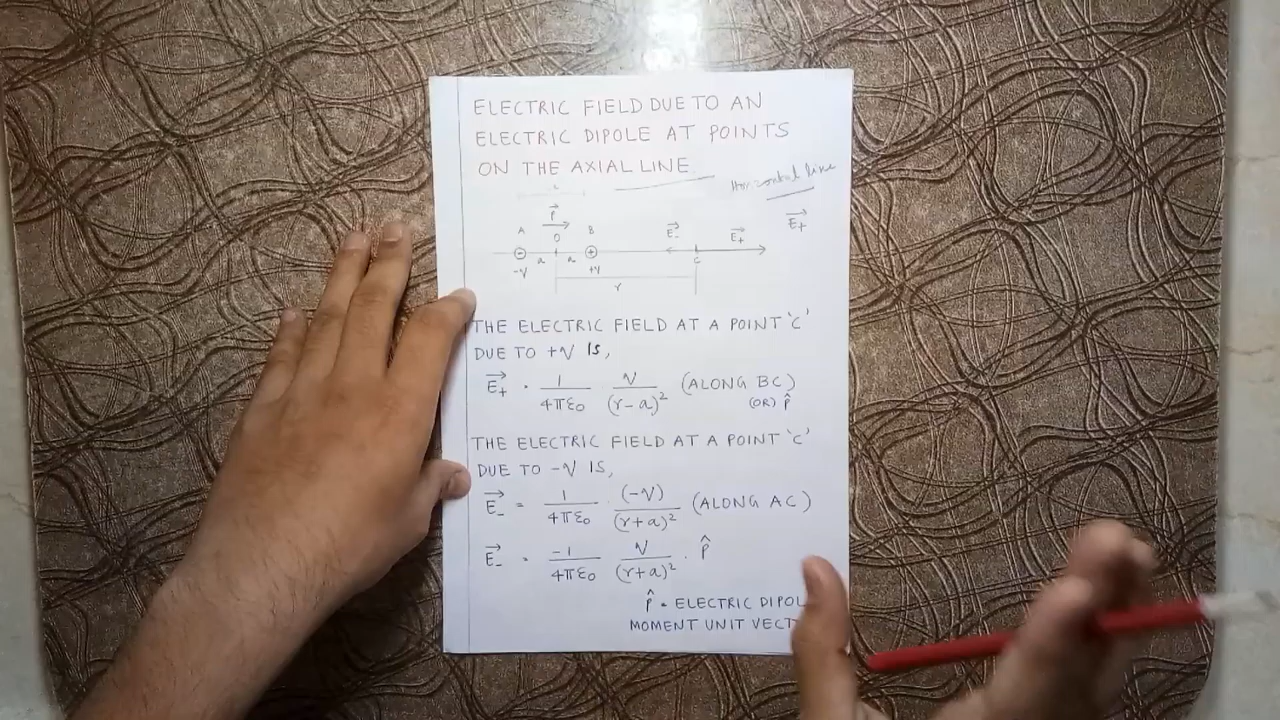 ELECTRIC FIELD DUE TO AN
ELECTRIC DIPOLE AT POINTS
ON THE AXIAL LINE.
Horizontal line
2
p→
E+→
A O B E-→ E+→
a a C
-q +q
r
THE ELECTRIC FIELD AT A POINT 'C'
DUE TO +q IS,
E+→ = 1/4πε0 q/(r-a)² (ALONG BC)
(OR) p̂
THE ELECTRIC FIELD AT A POINT 'C'
DUE TO -q IS,
E-→ = 1/4πε0 · (-q)/(r+a)² (ALONG AC)
E-→ = -1/4πε0 q/(r+a)² · p̂
p̂ = ELECTRIC DIPOL
MOMENT UNIT VECT